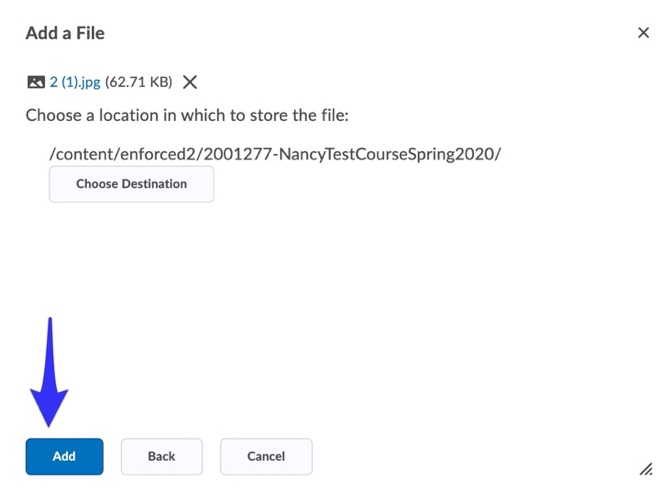 Add a File
2 (1).jpg (62.71 KB)
Choose a location in which to store the file:
/content/enforced2/2001277-NancyTestCourseSpring2020/
Choose Destination
Add Back Cancel